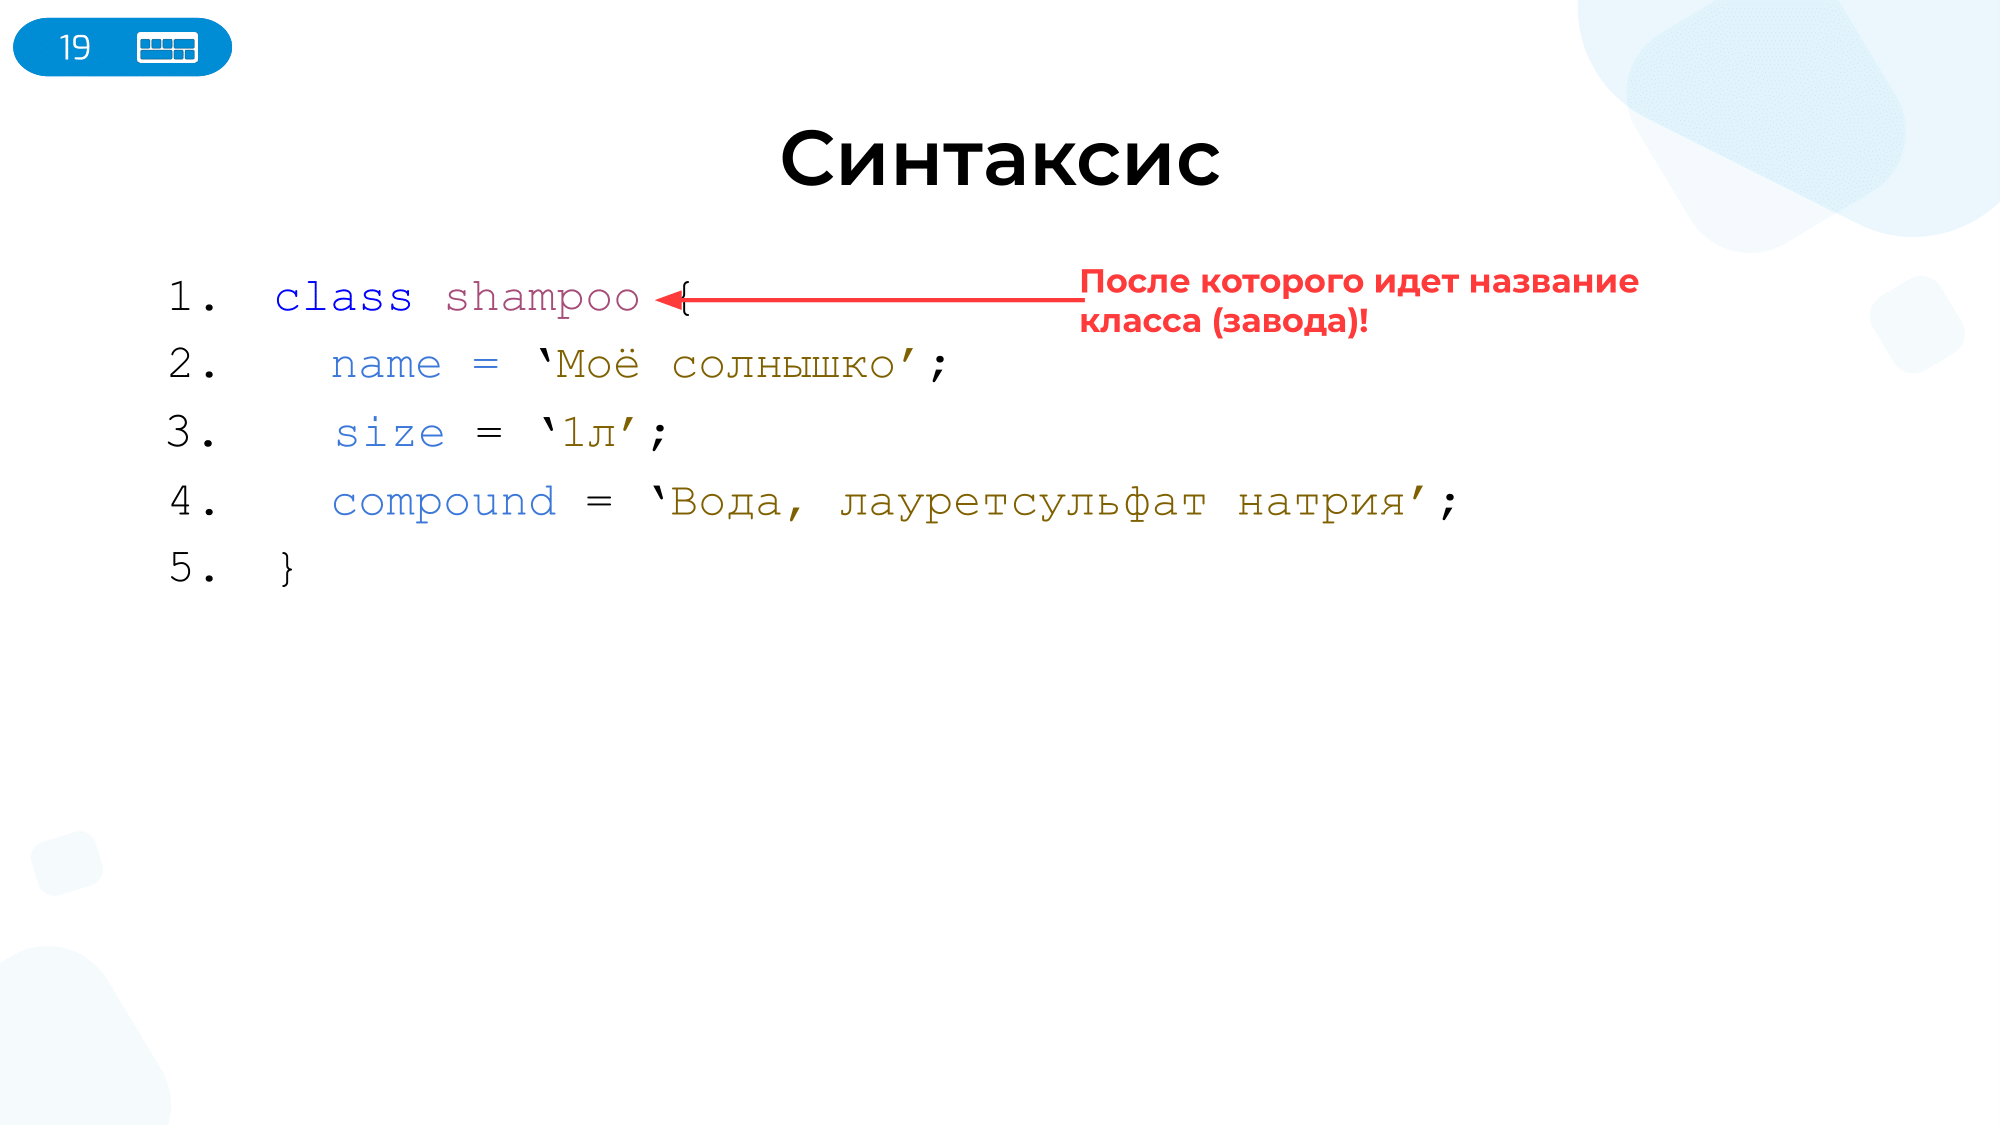 19
Синтаксис
1. class shampoo {
После которого идет название
класса (завода)!
2. name = ‘Моё солнышко’;
3. size = ‘1л’;
4. compound = ‘Вода, лауретсульфат натрия’;
5. }